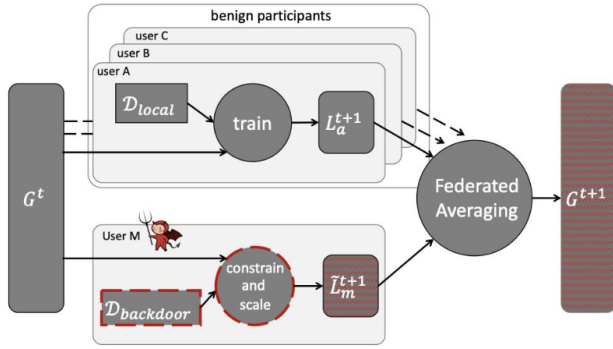 benign participants
user C
user B
user A
𝒟_local
train
L_a^{t+1}
G^t
Federated
Averaging
G^{t+1}
User M
constrain
and
scale
𝒟_backdoor
L̃_m^{t+1}